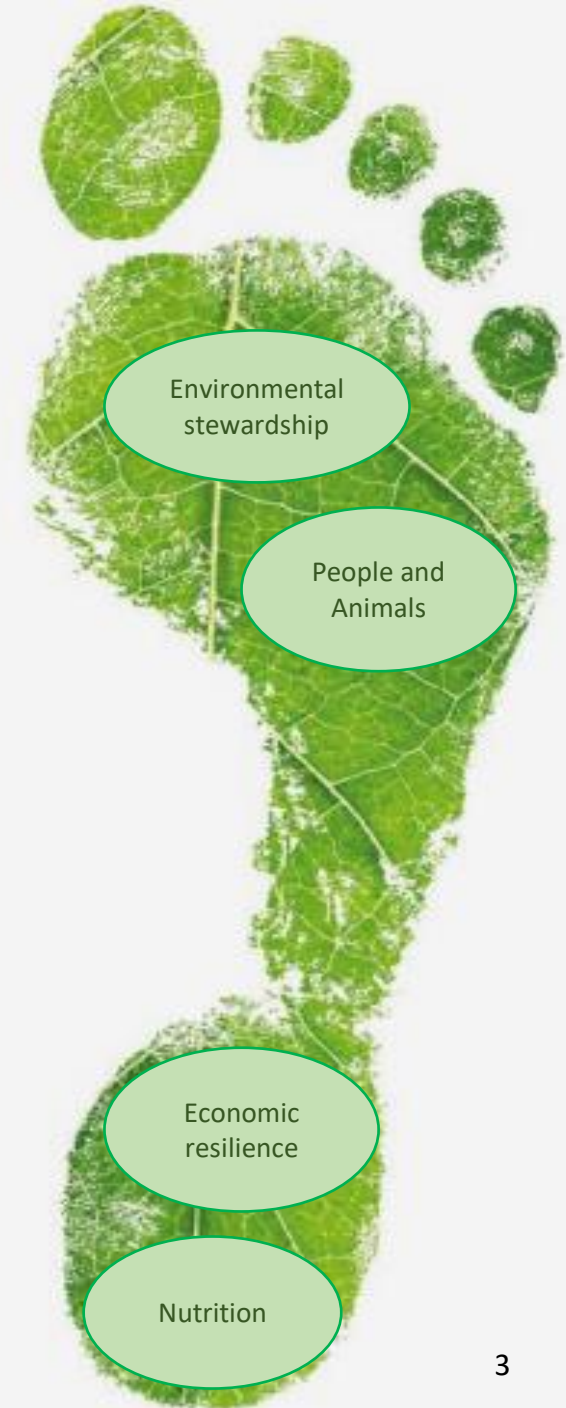 Environmental
stewardship
People and
Animals
Economic
resilience
Nutrition
3